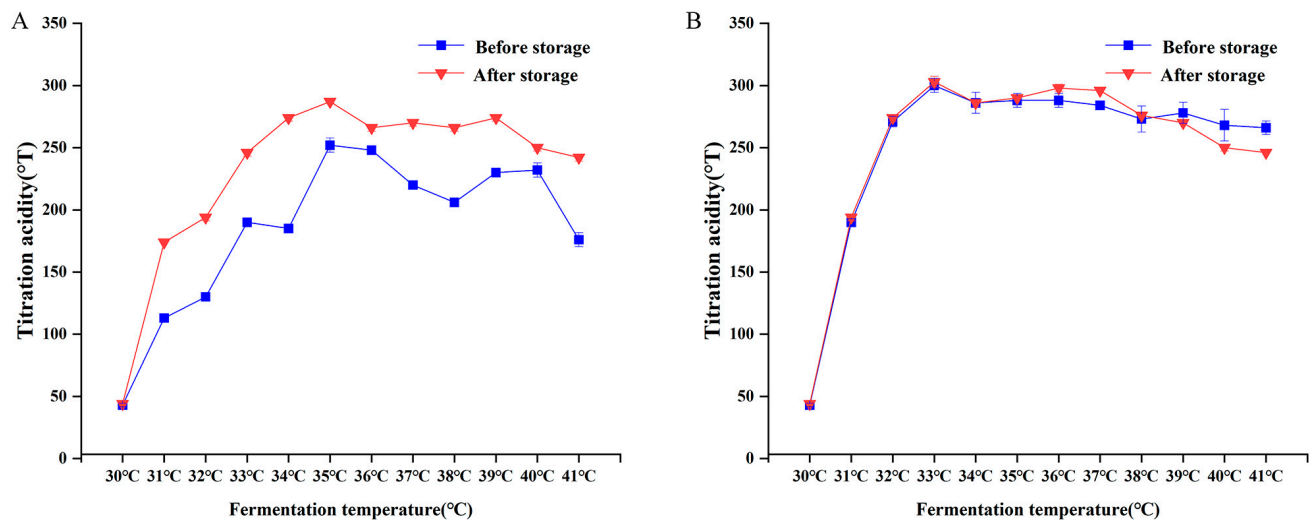 A
350
300
250
200
150
100
50
0
Titration acidity(°T)
Before storage
After storage
30℃ 31℃ 32℃ 33℃ 34℃ 35℃ 36℃ 37℃ 38℃ 39℃ 40℃ 41℃
Fermentation temperature(℃)
B
350
300
250
200
150
100
50
0
Titration acidity(°T)
Before storage
After storage
30℃ 31℃ 32℃ 33℃ 34℃ 35℃ 36℃ 37℃ 38℃ 39℃ 40℃ 41℃
Fermentation temperature(℃)